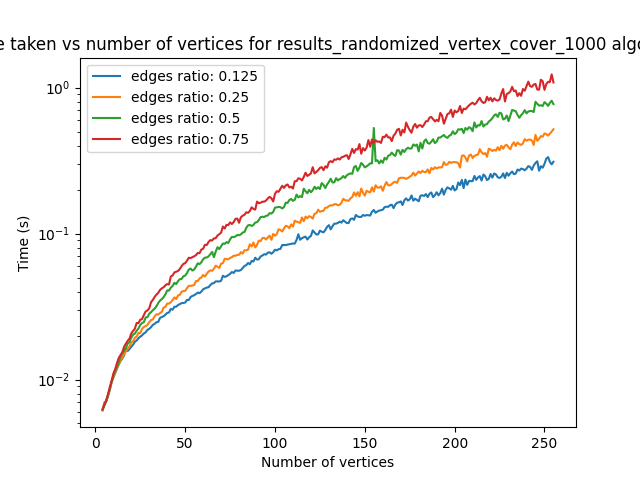 e taken vs number of vertices for results_randomized_vertex_cover_1000 algo
edges ratio: 0.125
edges ratio: 0.25
edges ratio: 0.5
edges ratio: 0.75
10⁰
10⁻¹
10⁻²
Time (s)
0 50 100 150 200 250
Number of vertices